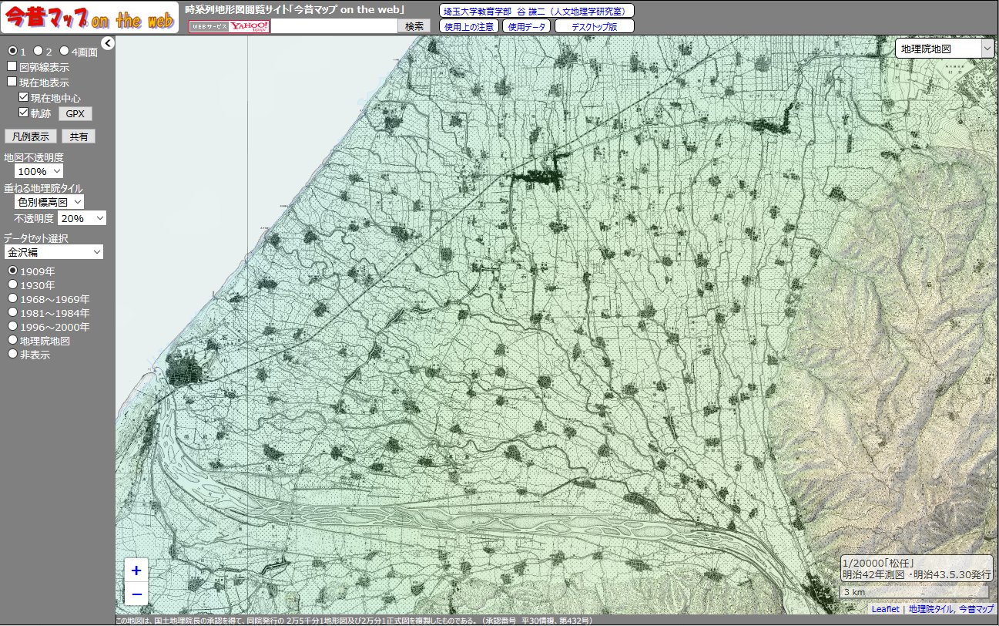 今昔マップ on the web
時系列地形図閲覧サイト「今昔マップ on the web」
WEBサービス YAHOO! JAPAN
検索
埼玉大学教育学部 谷 謙二（人文地理学研究室）
使用上の注意
使用データ
デスクトップ版
1 2 4画面
図郭線表示
現在地表示
現在地中心
軌跡 GPX
凡例表示 共有
地図不透明度
100%
重ねる地理院タイル
色別標高図
不透明度 20%
データセット選択
金沢編
1909年
1930年
1968～1969年
1981～1984年
1996～2000年
地理院地図
非表示
地理院地図
+
−
1/20000「松任」
明治42年測図 ・明治43.5.30発行
3 km
Leaflet | 地理院タイル, 今昔マップ
この地図は、国土地理院長の承認を得て、同院発行の 2万5千分1地形図及び2万分1正式図を複製したものである。（承認番号 平30情複、第432号）